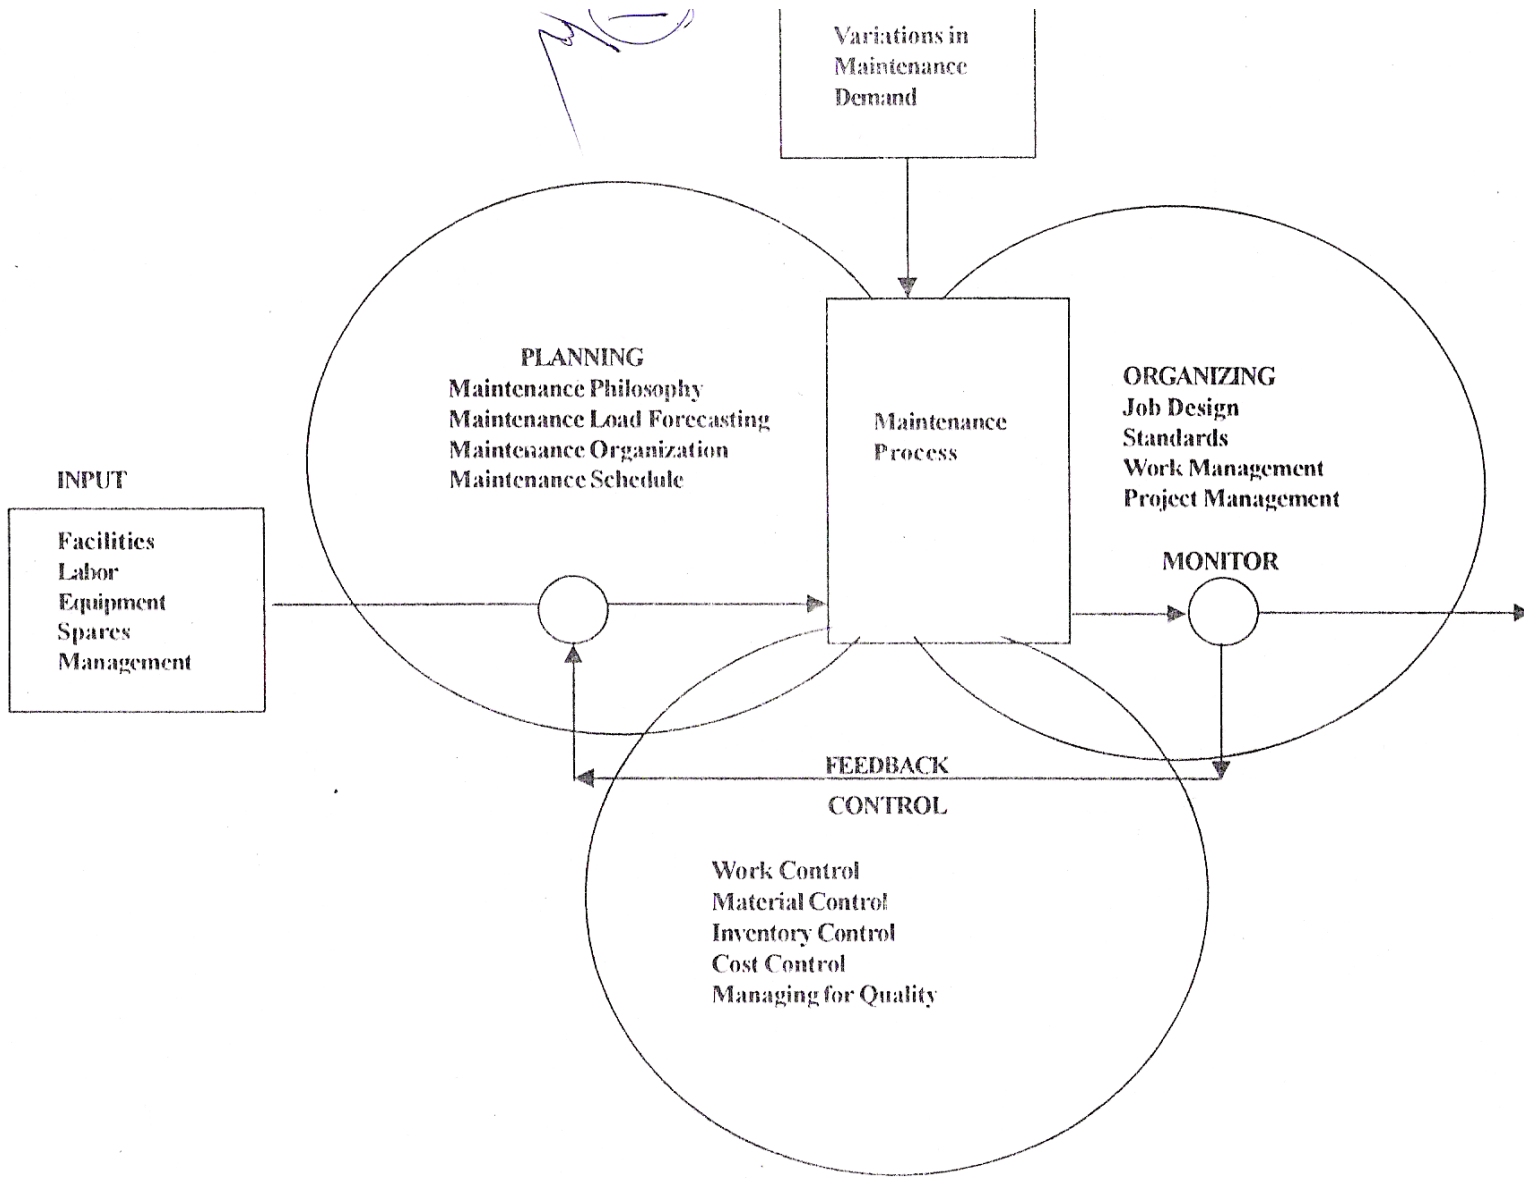 Variations in
Maintenance
Demand
PLANNING
Maintenance Philosophy
Maintenance Load Forecasting
Maintenance Organization
Maintenance Schedule
Maintenance
Process
ORGANIZING
Job Design
Standards
Work Management
Project Management
MONITOR
INPUT
Facilities
Labor
Equipment
Spares
Management
FEEDBACK
CONTROL
Work Control
Material Control
Inventory Control
Cost Control
Managing for Quality